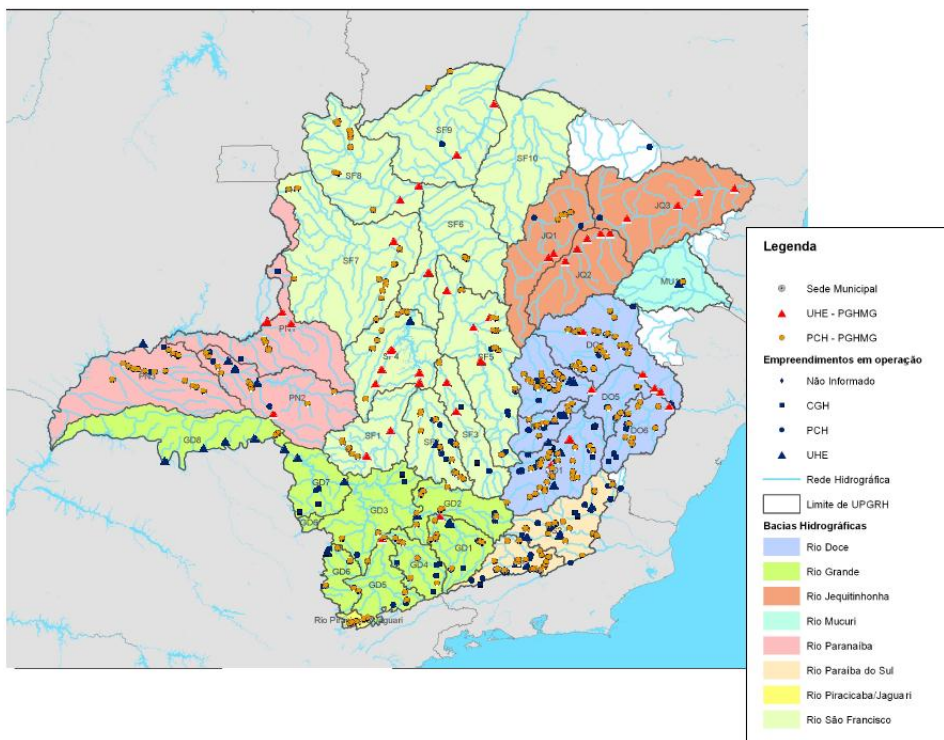 SF9
SF10
SF8
SF6
JQ3
JQ1
SF7
JQ2
SF4
SF5
PN2
DO5
DO6
SF1
SF3
GD8
GD7
GD3
GD2
GD1
GD4
GD6
GD5
Legenda
Sede Municipal
UHE - PGHMG
PCH - PGHMG
Empreendimentos em operação
Não Informado
CGH
PCH
UHE
Rede Hidrográfica
Limite de UPGRH
Bacias Hidrográficas
Rio Doce
Rio Grande
Rio Jequitinhonha
Rio Mucuri
Rio Paranaíba
Rio Paraíba do Sul
Rio Piracicaba/Jaguari
Rio São Francisco